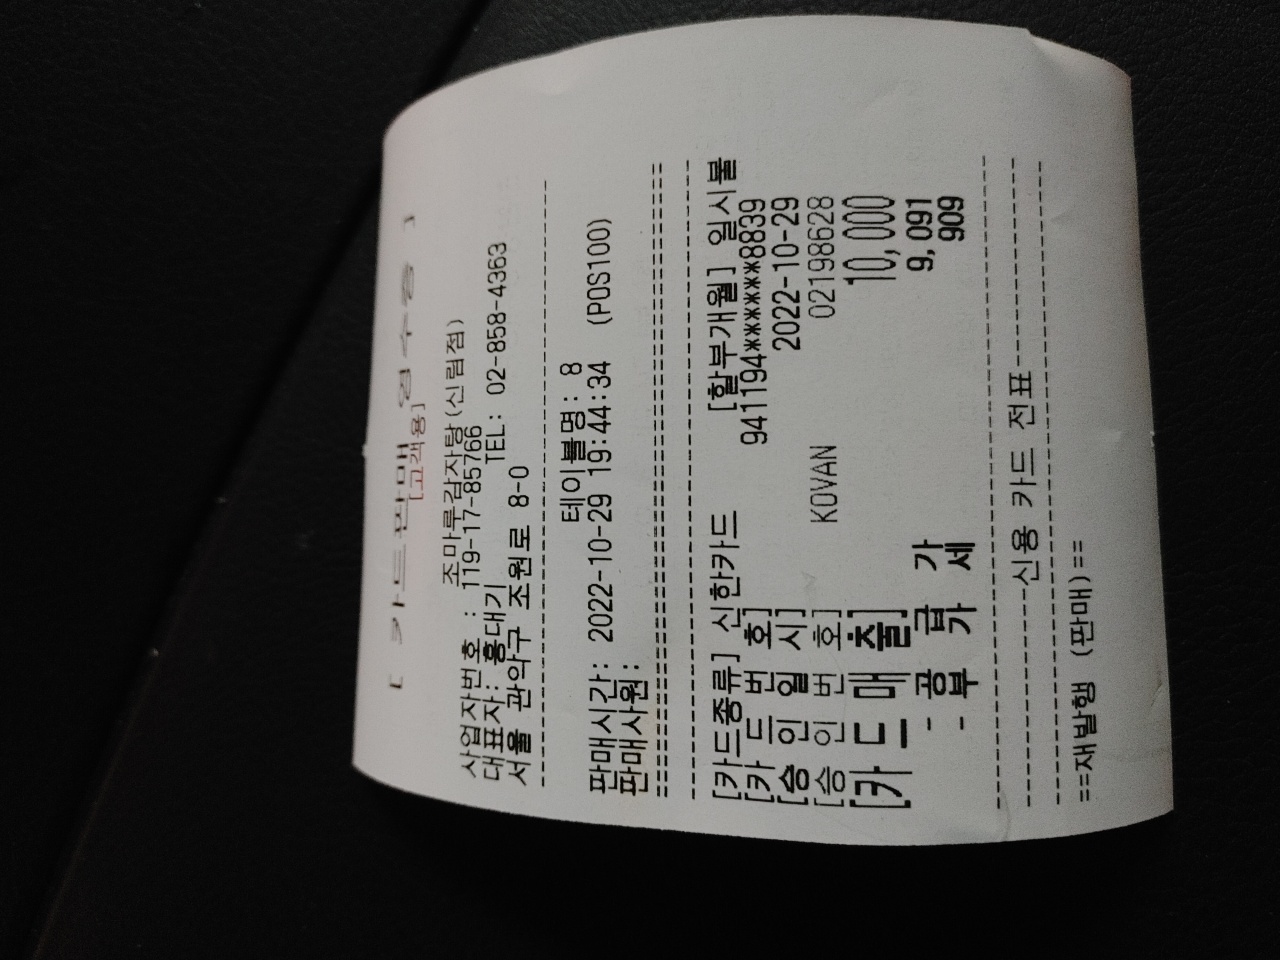 [ 카드판매 영수증 ]
[고객용]
조마루감자탕(신림점)
사업자번호 : 119-17-85766
대표자: 홍대기 TEL: 02-858-4363
서울 관악구 조원로 8-0
테이블명: 8
판매시간: 2022-10-29 19:44:34 (POS100)
판매사원:
[카드종류] 신한카드 [할부개월] 일시불
[카 드 번 호] 941194******8839
[승 인 일 시] 2022-10-29
[승 인 번 호] KOVAN 02198628
[카 드 매 출] 10,000
- 공 급 가 9,091
- 부 가 세 909
신용 카드 전표
==재발행 (판매)==